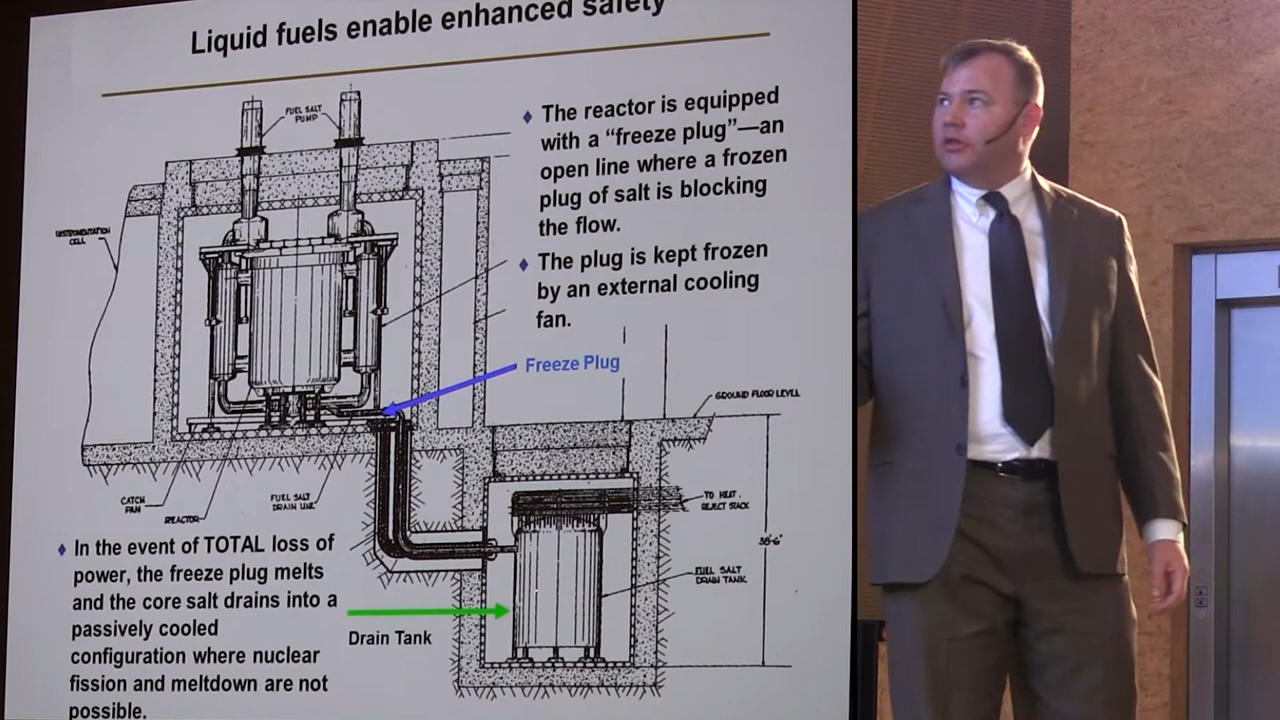 Liquid fuels enable enhanced safety
FUEL SALT
PUMP
The reactor is equipped
with a “freeze plug”—an
open line where a frozen
plug of salt is blocking
the flow.
The plug is kept frozen
by an external cooling
fan.
INSTRUMENTATION
CELL
Freeze Plug
GROUND FLOOR LEVEL
CATCH
PAN
REACTOR
FUEL SALT
DRAIN LINE
TO HEAT
REJECT STACK
38'-6"
FUEL SALT
DRAIN TANK
In the event of TOTAL loss of
power, the freeze plug melts
and the core salt drains into a
passively cooled
configuration where nuclear
fission and meltdown are not
possible.
Drain Tank